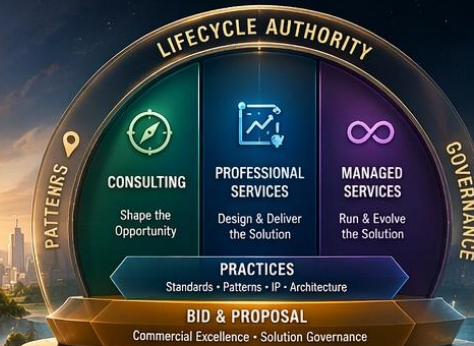 LIFECYCLE AUTHORITY
PATTENRS
GOVERNANCE
CONSULTING
Shape the
Opportunity
PROFESSIONAL
SERVICES
Design & Deliver
the Solution
MANAGED
SERVICES
Run & Evolve
the Solution
PRACTICES
Standards • Patterns • IP • Architecture
BID & PROPOSAL
Commercial Excellence • Solution Governance